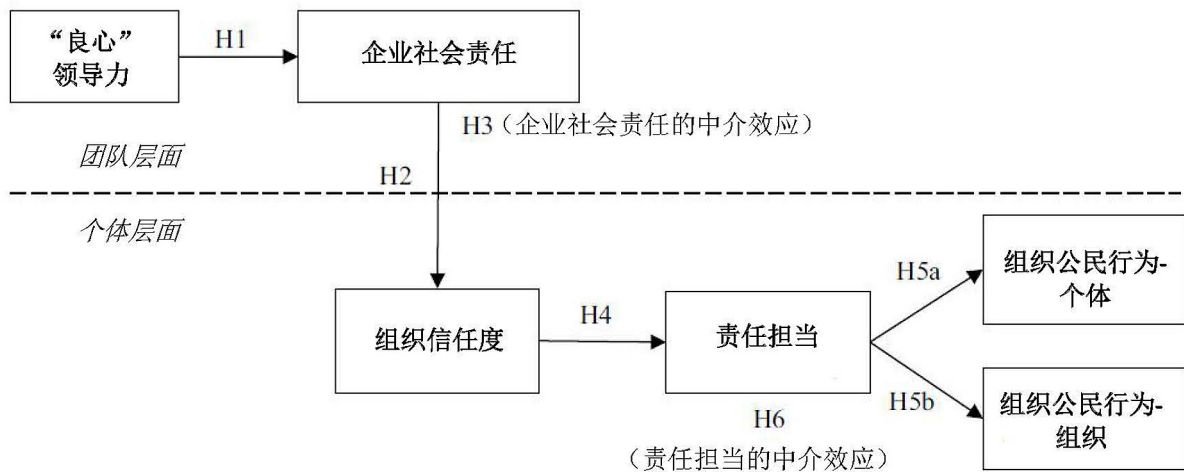 “良心”
领导力
H1
企业社会责任
H3（企业社会责任的中介效应）
团队层面
H2
个体层面
组织信任度
H4
责任担当
H5a
组织公民行为-
个体
H5b
组织公民行为-
组织
H6
（责任担当的中介效应）